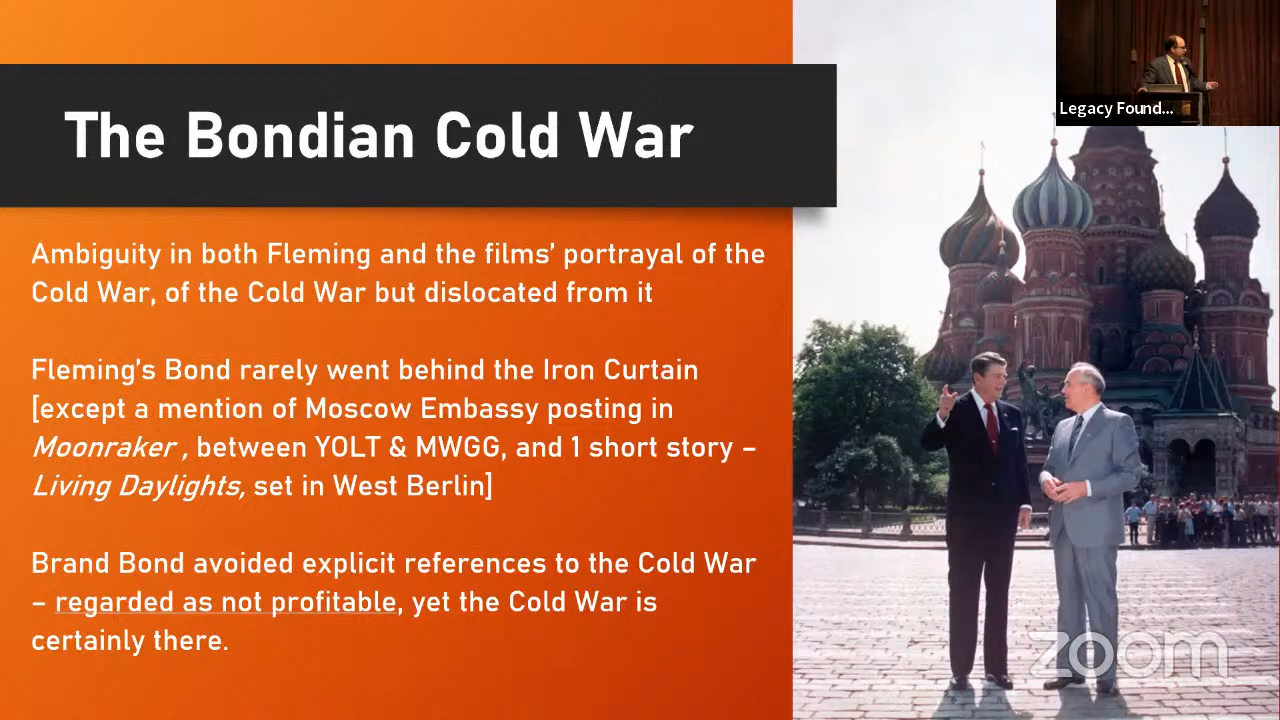 The Bondian Cold War
Legacy Found...
Ambiguity in both Fleming and the films’ portrayal of the
Cold War, of the Cold War but dislocated from it
Fleming’s Bond rarely went behind the Iron Curtain
[except a mention of Moscow Embassy posting in
Moonraker , between YOLT & MWGG, and 1 short story –
Living Daylights, set in West Berlin]
Brand Bond avoided explicit references to the Cold War
– regarded as not profitable, yet the Cold War is
certainly there.
zoom